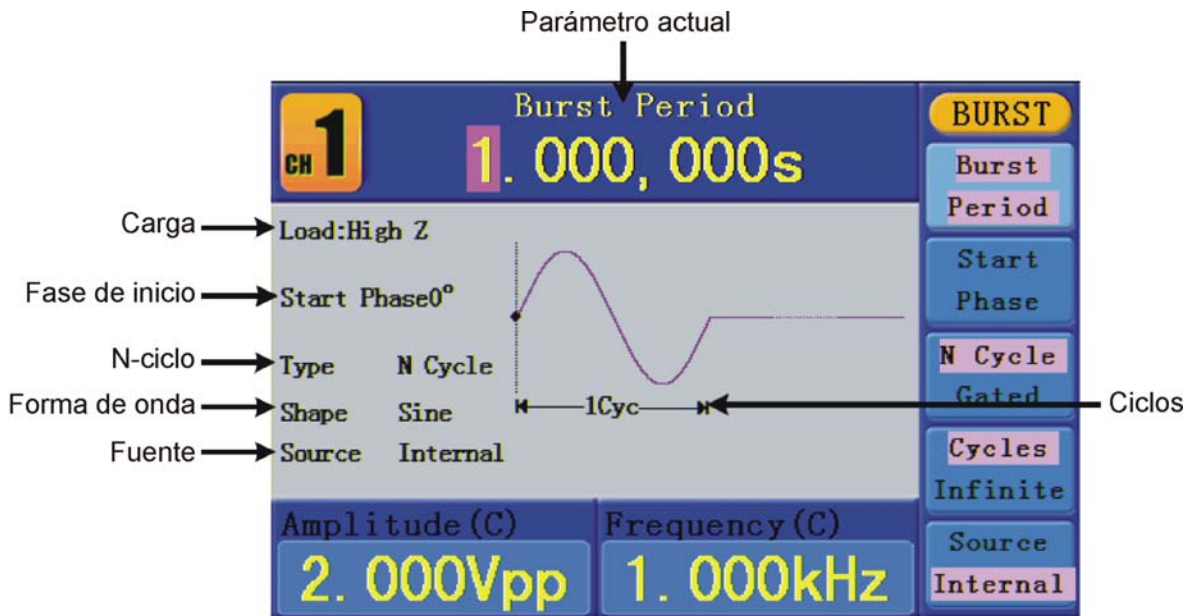 Parámetro actual
CH 1
Burst Period
1. 000, 000s
BURST
Burst
Period
Start
Phase
N Cycle
Gated
Cycles
Infinite
Source
Internal
Carga
Load:High Z
Fase de inicio
Start Phase0°
N-ciclo
Type N Cycle
Forma de onda
Shape Sine
1Cyc
Ciclos
Fuente
Source Internal
Amplitude(C)
2. 000Vpp
Frequency(C)
1. 000kHz